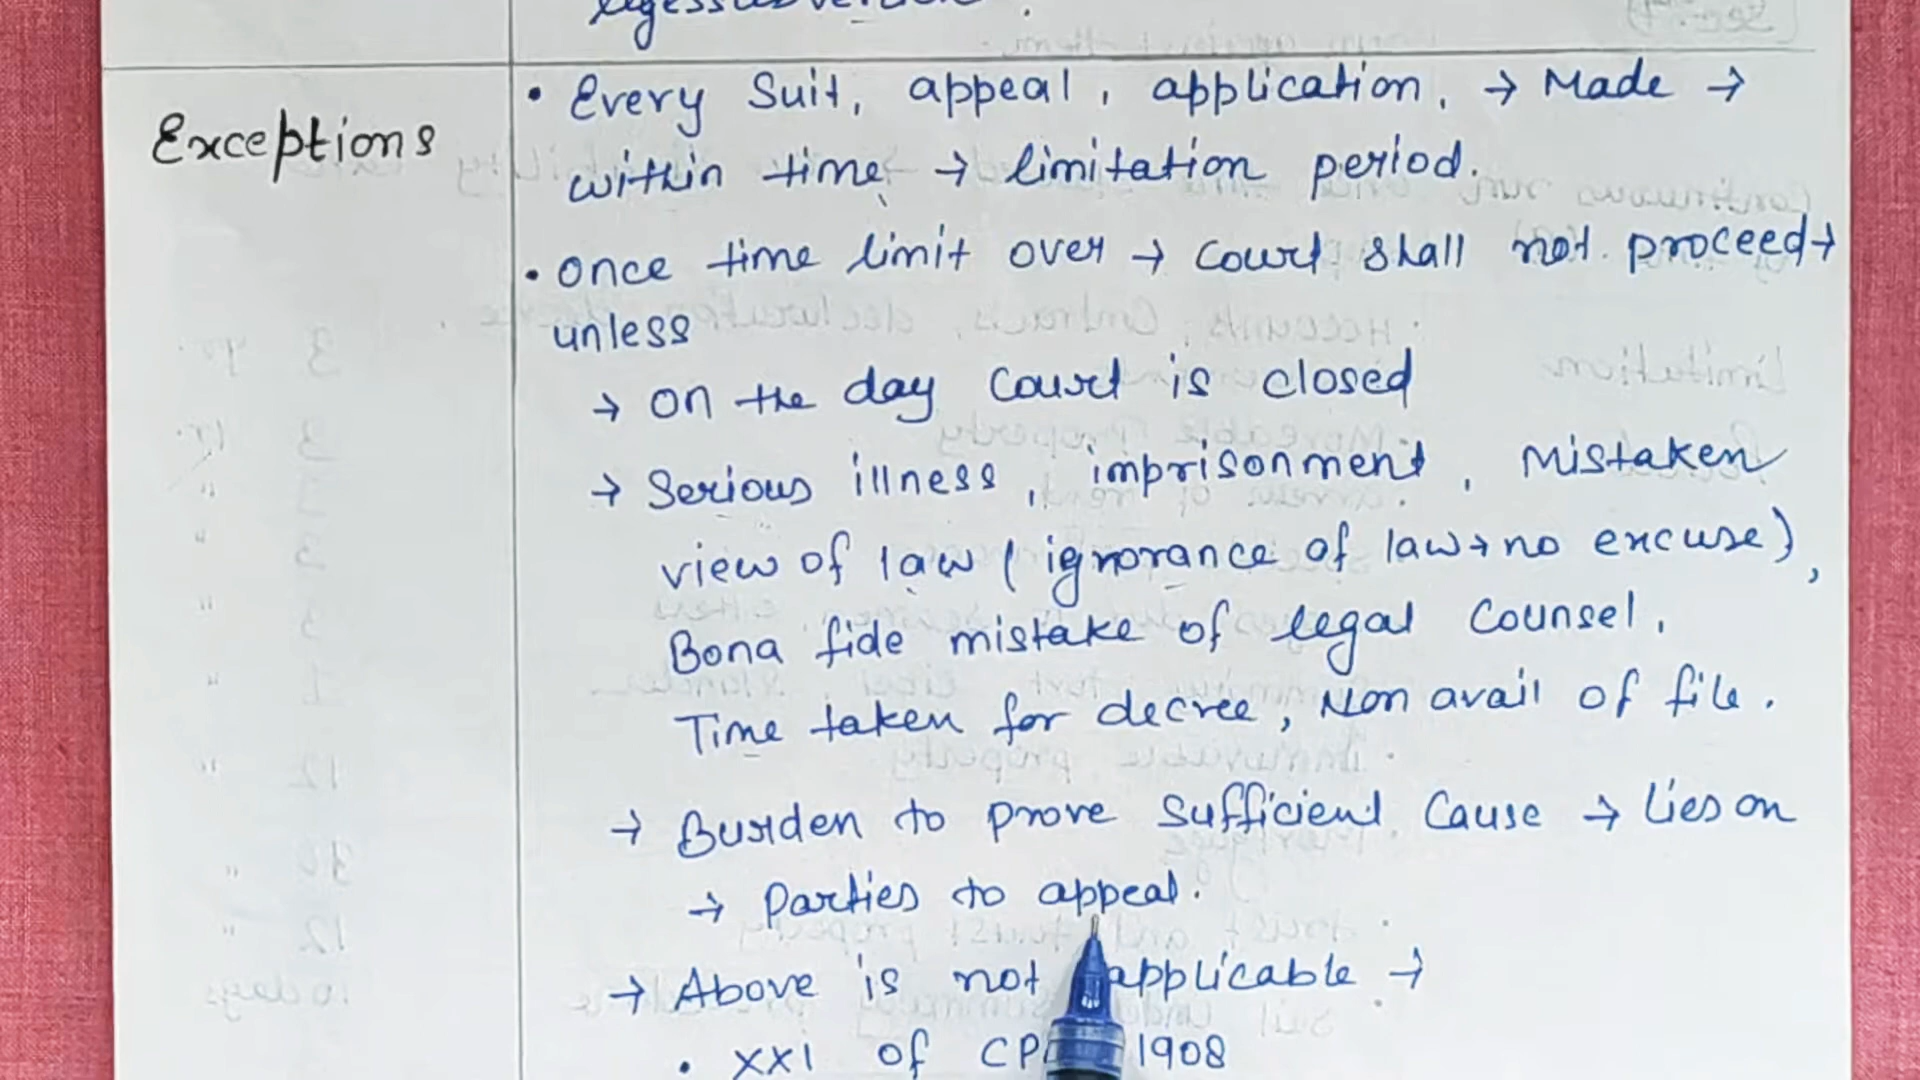 Exceptions
• Every Suit, appeal, application, → Made →
within time → limitation period.
• Once time limit over → Court shall not proceed →
unless
→ On the day Court is closed
→ Serious illness, imprisonment, Mistaken
view of law (ignorance of law → no excuse),
Bona fide mistake of legal Counsel,
Time taken for decree, Non avail of file.
→ Burden to prove Sufficient Cause → Lies on
→ Parties to appeal.
→ Above is not applicable →
• XXI of 1908